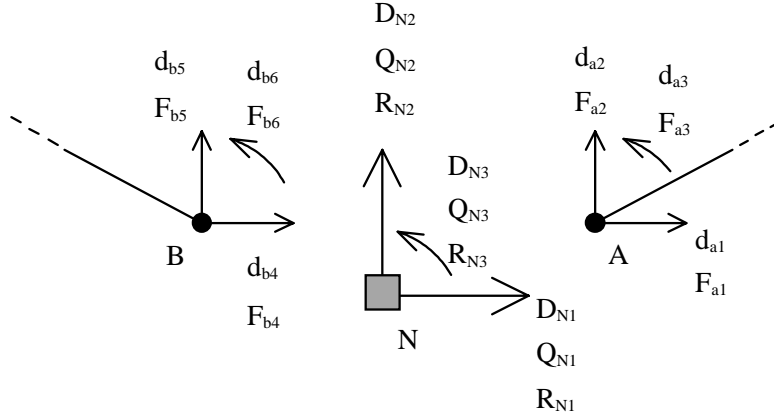 D_N2
Q_N2
R_N2
d_b5
F_b5
d_b6
F_b6
d_a2
F_a2
d_a3
F_a3
D_N3
Q_N3
R_N3
B
d_b4
F_b4
A
d_a1
F_a1
N
D_N1
Q_N1
R_N1